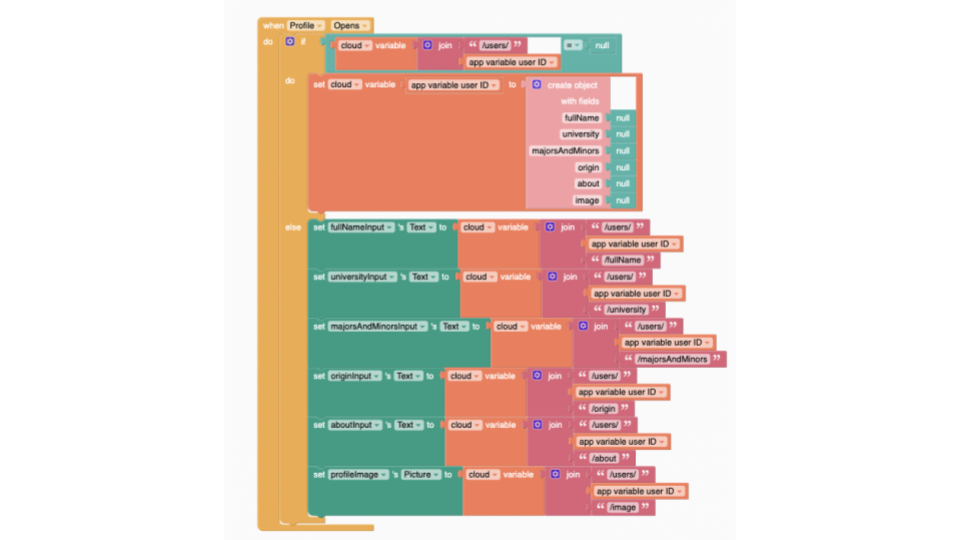 when Profile Opens
do if cloud variable join “ /users/ ” = null
app variable user ID
do set cloud variable app variable user ID to create object
with fields
fullName null
university null
majorsAndMinors null
origin null
about null
image null
else set fullNameInput 's Text to cloud variable join “ /users/ ”
app variable user ID
“ /fullName ”
set universityInput 's Text to cloud variable join “ /users/ ”
app variable user ID
“ /university ”
set majorsAndMinorsInput 's Text to cloud variable join “ /users/ ”
app variable user ID
“ /majorsAndMinors ”
set originInput 's Text to cloud variable join “ /users/ ”
app variable user ID
“ /origin ”
set aboutInput 's Text to cloud variable join “ /users/ ”
app variable user ID
“ /about ”
set profileImage 's Picture to cloud variable join “ /users/ ”
app variable user ID
“ /image ”